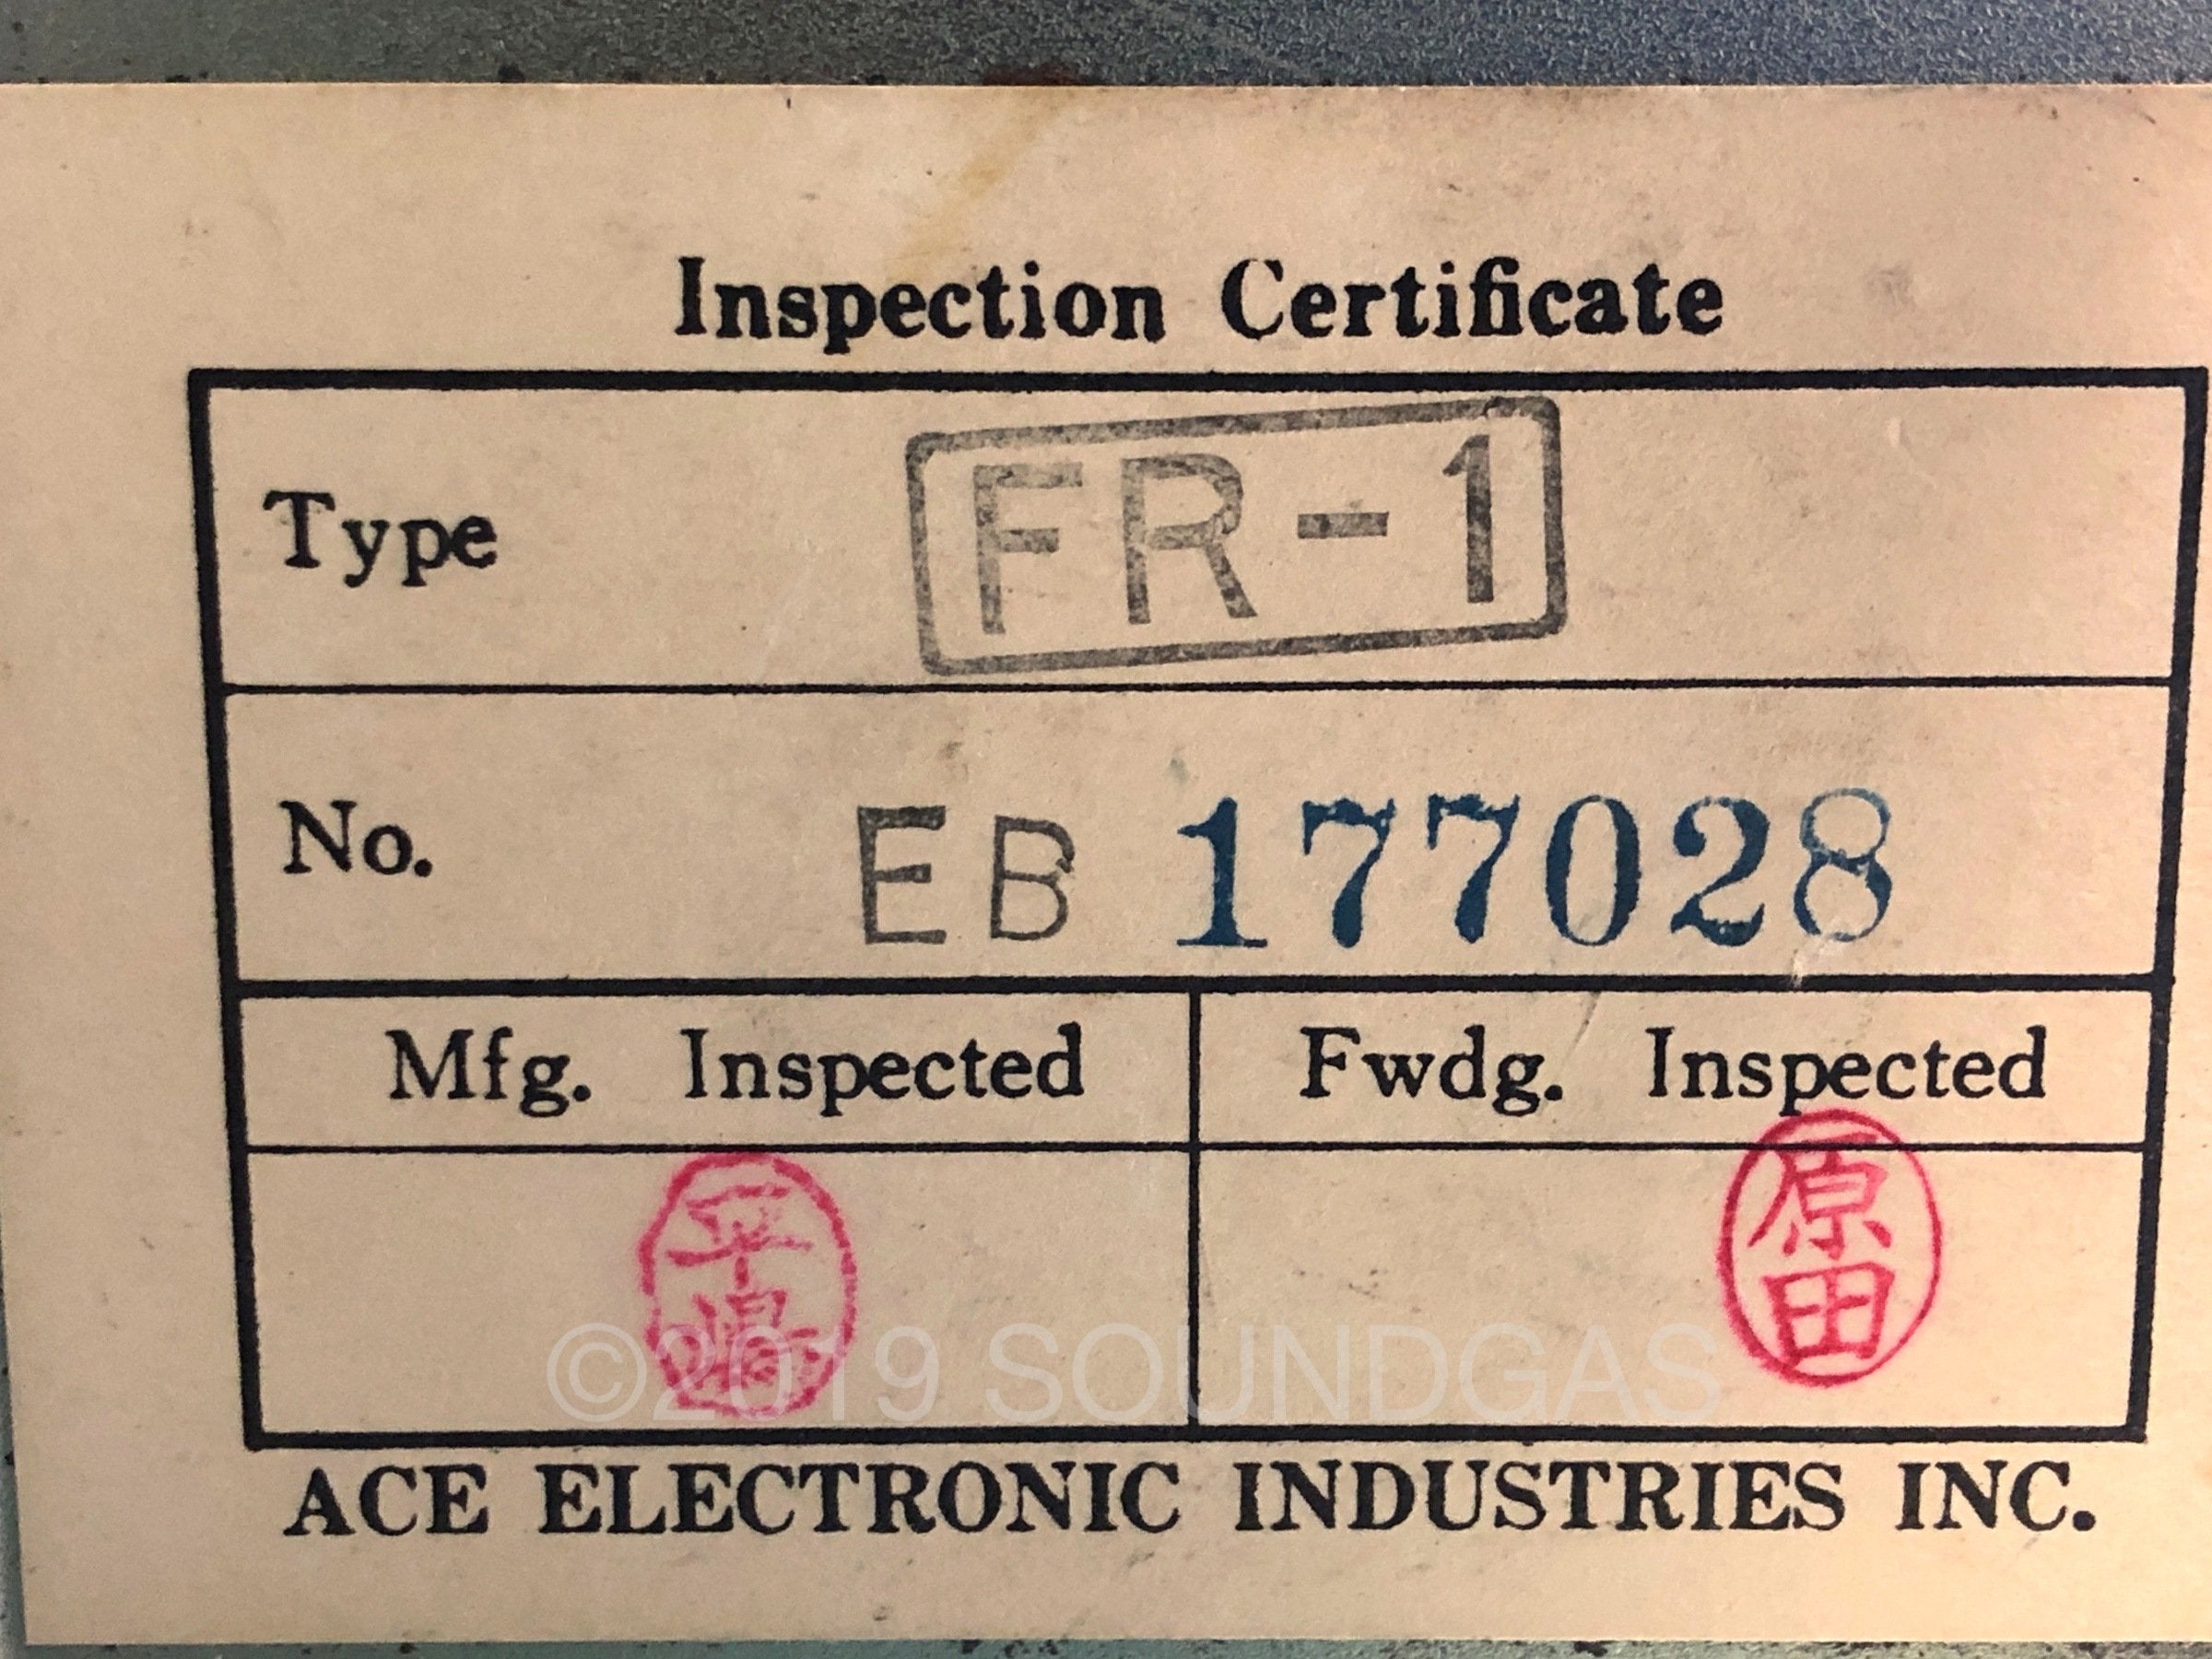 Inspection Certificate
Type FR-1
No. EB 177028
Mfg. Inspected Fwdg. Inspected
平 原田
©2019 SOUNDGAS
ACE ELECTRONIC INDUSTRIES INC.